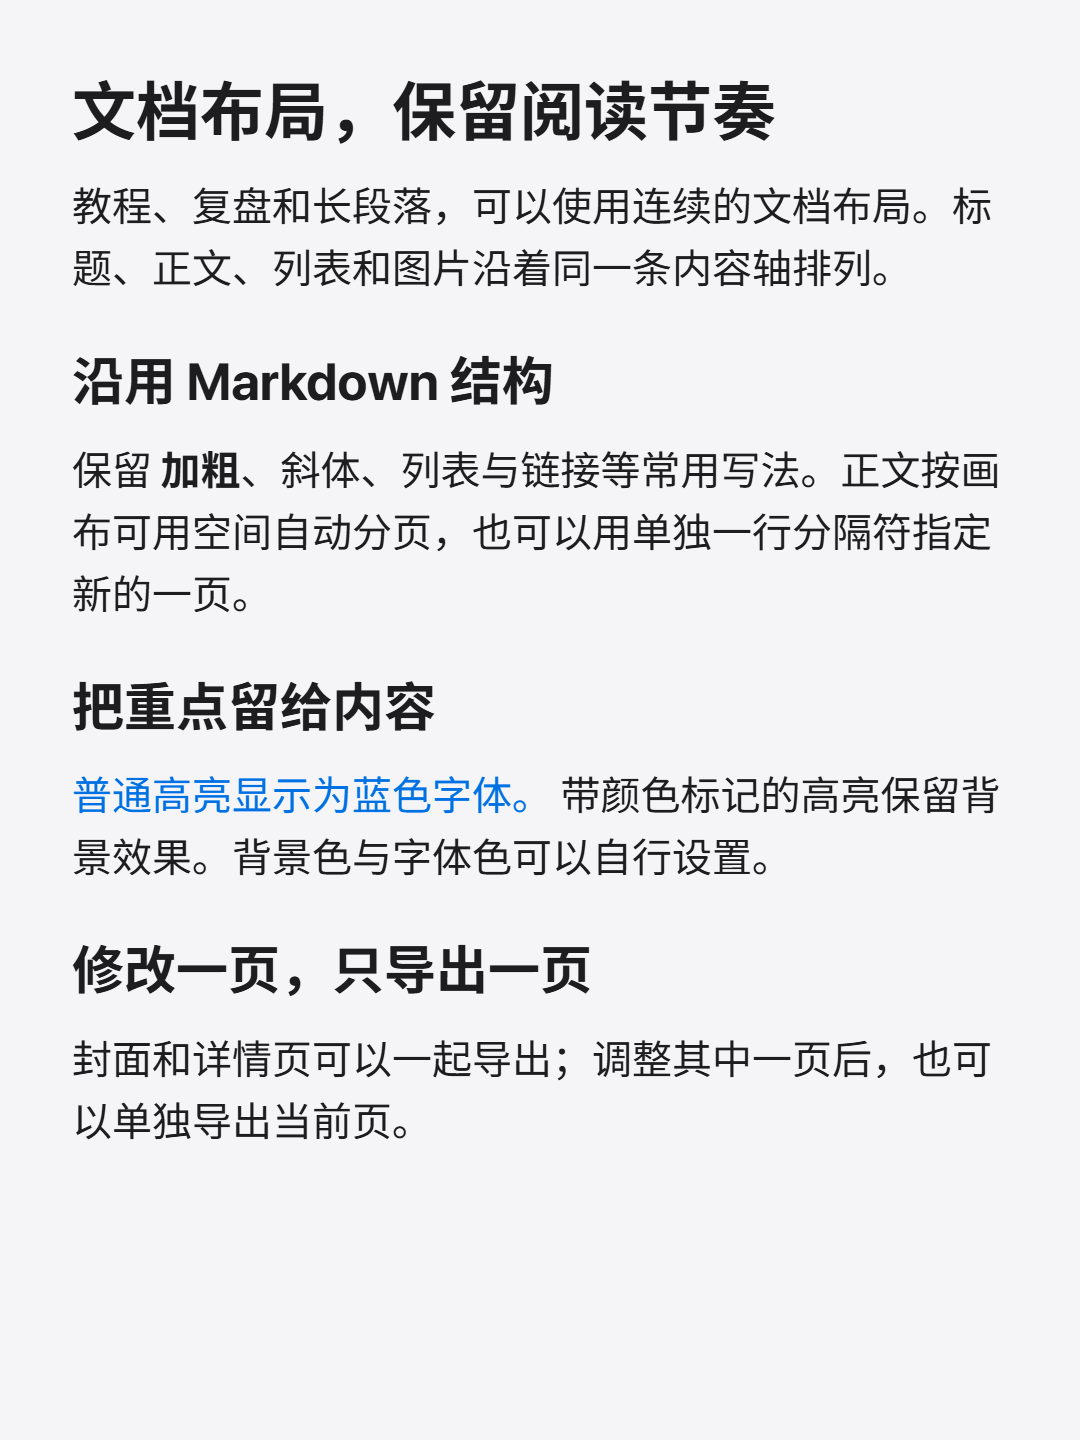 文档布局，保留阅读节奏
教程、复盘和长段落，可以使用连续的文档布局。标
题、正文、列表和图片沿着同一条内容轴排列。
沿用 Markdown 结构
保留 加粗、斜体、列表与链接等常用写法。正文按画
布可用空间自动分页，也可以用单独一行分隔符指定
新的一页。
把重点留给内容
普通高亮显示为蓝色字体。 带颜色标记的高亮保留背
景效果。背景色与字体色可以自行设置。
修改一页，只导出一页
封面和详情页可以一起导出；调整其中一页后，也可
以单独导出当前页。